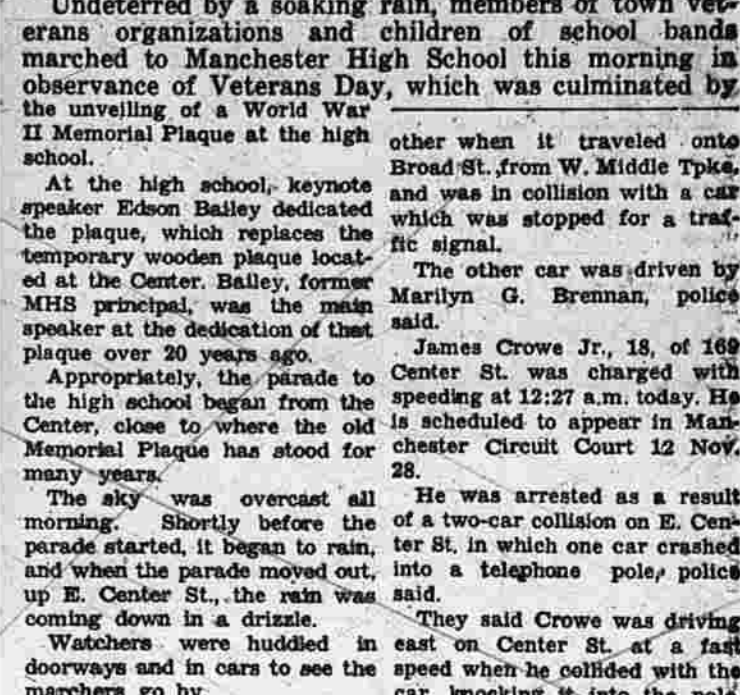 Undeterred by a soaking rain, members of town vet-
erans organizations and children of school bands
marched to Manchester High School this morning in
observance of Veterans Day, which was culminated by
the unveiling of a World War
II Memorial Plaque at the high
school.
At the high school, keynote
speaker Edson Bailey dedicated
the plaque, which replaces the
temporary wooden plaque locat-
ed at the Center. Bailey, former
MHS principal, was the main
speaker at the dedication of that
plaque over 20 years ago.
Appropriately, the parade to
the high school began from the
Center, close to where the old
Memorial Plaque has stood for
many years.
The sky was overcast all
morning. Shortly before the
parade started, it began to rain,
and when the parade moved out,
up E. Center St., the rain was
coming down in a drizzle.
Watchers were huddled in
doorways and in cars to see the
marchers go by
other when it traveled onto
Broad St. from W. Middle Tpke.
and was in collision with a car
which was stopped for a traf-
fic signal.
The other car was driven by
Marilyn G. Brennan, police
said.
James Crowe Jr., 18, of 169
Center St. was charged with
speeding at 12:27 a.m. today. He
is scheduled to appear in Man-
chester Circuit Court 12 Nov.
28.
He was arrested as a result
of a two-car collision on E. Cen-
ter St. in which one car crashed
into a telephone pole, police
said.
They said Crowe was driving
east on Center St. at a fast
speed when he collided with the
car, knocking it into a pole